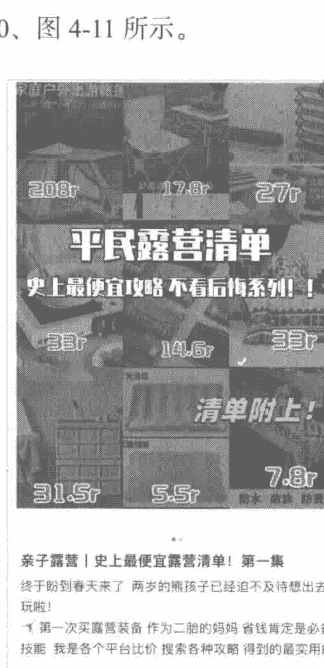 0、图 4-11 所示。
家庭户外出游
208r
17.8r
27r
平民露营清单
史上最便宜攻略 不看后悔系列！！
33r
14.6r
33r
清单附上！
31.5r
5.5r
7.8r
防水 防油 防
亲子露营｜史上最便宜露营清单！第一集
终于盼到春天来了 两岁的熊孩子已经迫不及待想出去
玩啦！
第一次买露营装备 作为二胎的妈妈 省钱肯定是必
技能 我是各个平台比价 搜索各种攻略 得到的最实用